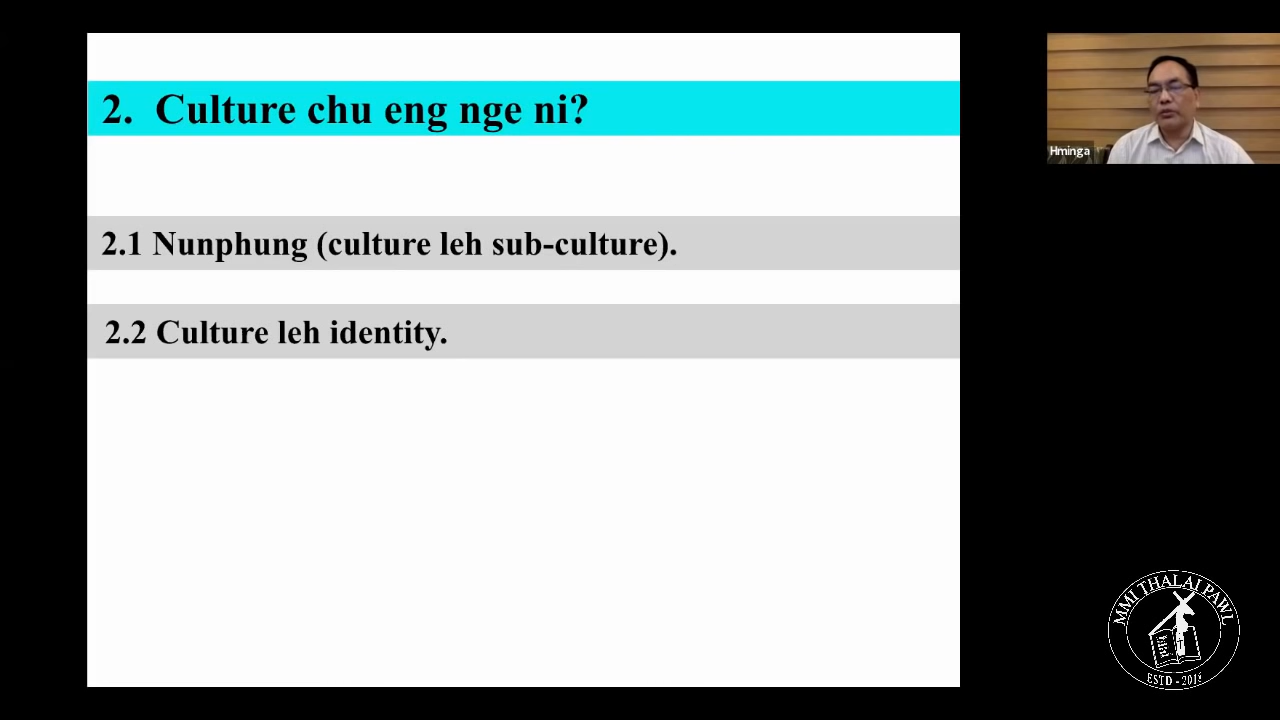 2. Culture chu eng nge ni?
2.1 Nunphung (culture leh sub-culture).
2.2 Culture leh identity.
Hminga
MMI THALAI PAWL
ESTD - 2018